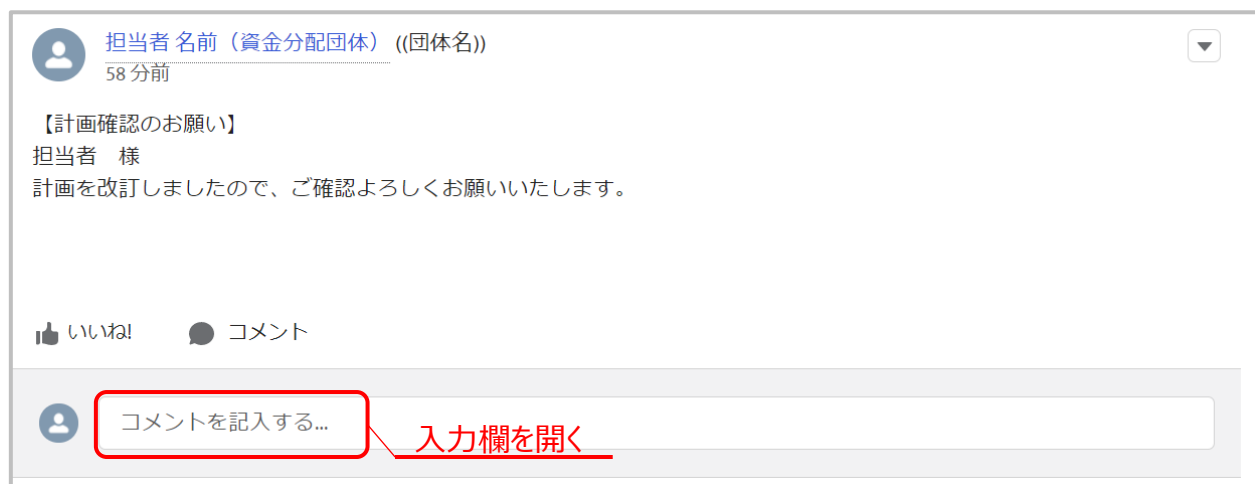 担当者 名前（資金分配団体） ((団体名))
58 分前
【計画確認のお願い】
担当者　様
計画を改訂しましたので、ご確認よろしくお願いいたします。
いいね!　コメント
コメントを記入する...
入力欄を開く